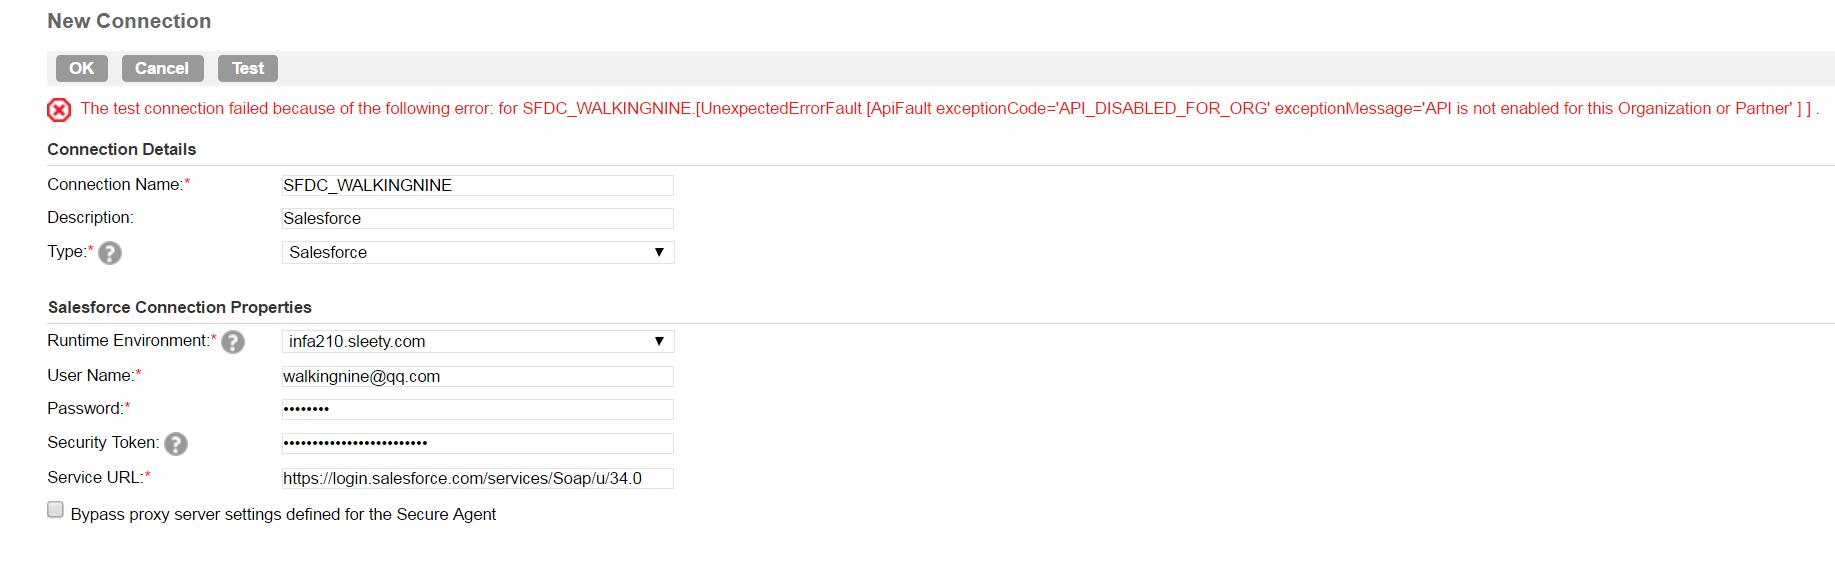 New Connection
OK Cancel Test
The test connection failed because of the following error: for SFDC_WALKINGNINE.[UnexpectedErrorFault [ApiFault exceptionCode='API_DISABLED_FOR_ORG' exceptionMessage='API is not enabled for this Organization or Partner' ] ] .
Connection Details
Connection Name:* SFDC_WALKINGNINE
Description: Salesforce
Type:* ? Salesforce ▼
Salesforce Connection Properties
Runtime Environment:* ? infa210.sleety.com ▼
User Name:* walkingnine@qq.com
Password:* ••••••••
Security Token: ? •••••••••••••••••••••••••
Service URL:* https://login.salesforce.com/services/Soap/u/34.0
Bypass proxy server settings defined for the Secure Agent